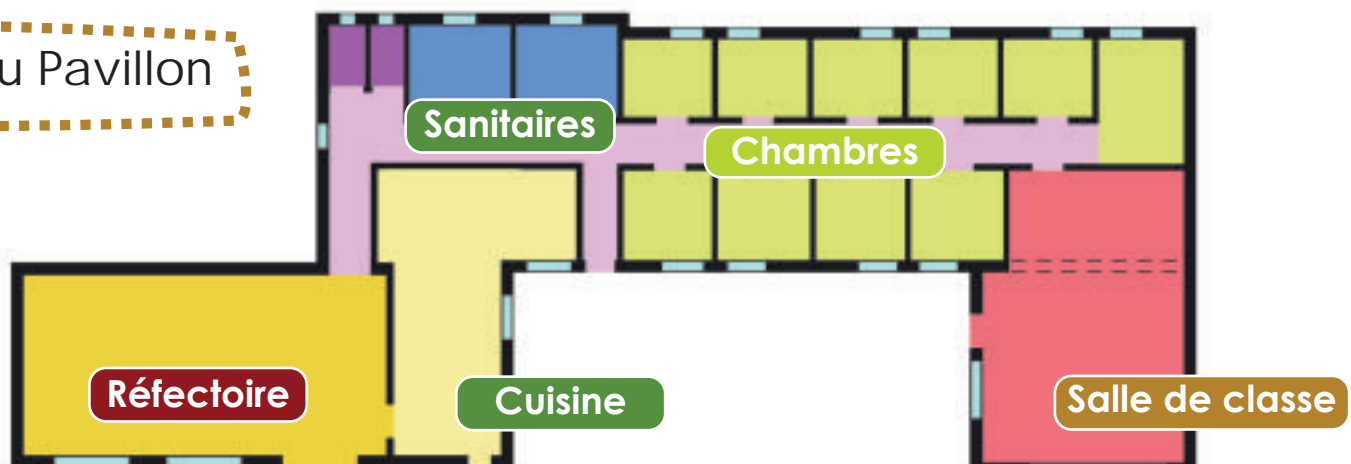 u Pavillon
Sanitaires
Chambres
Réfectoire
Cuisine
Salle de classe